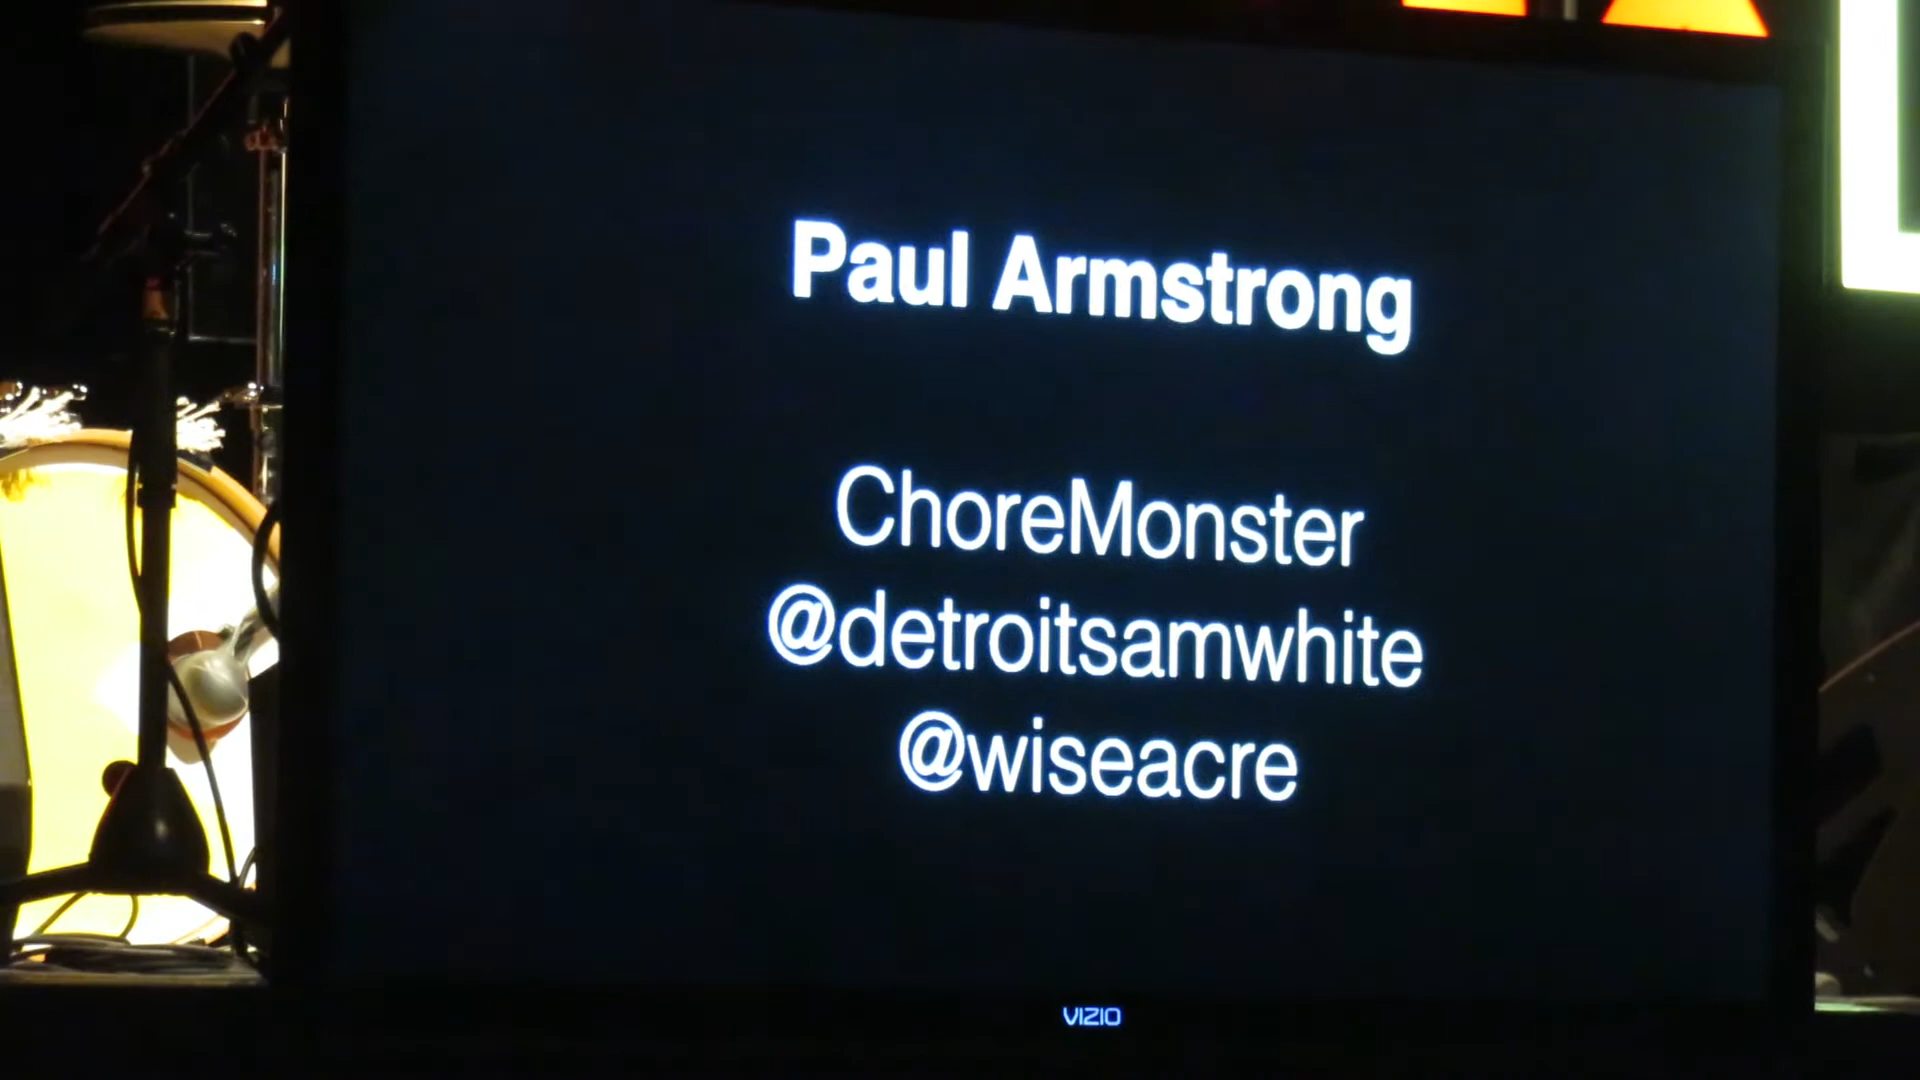 Paul Armstrong
ChoreMonster
@detroitsamwhite
@wiseacre
VIZIO